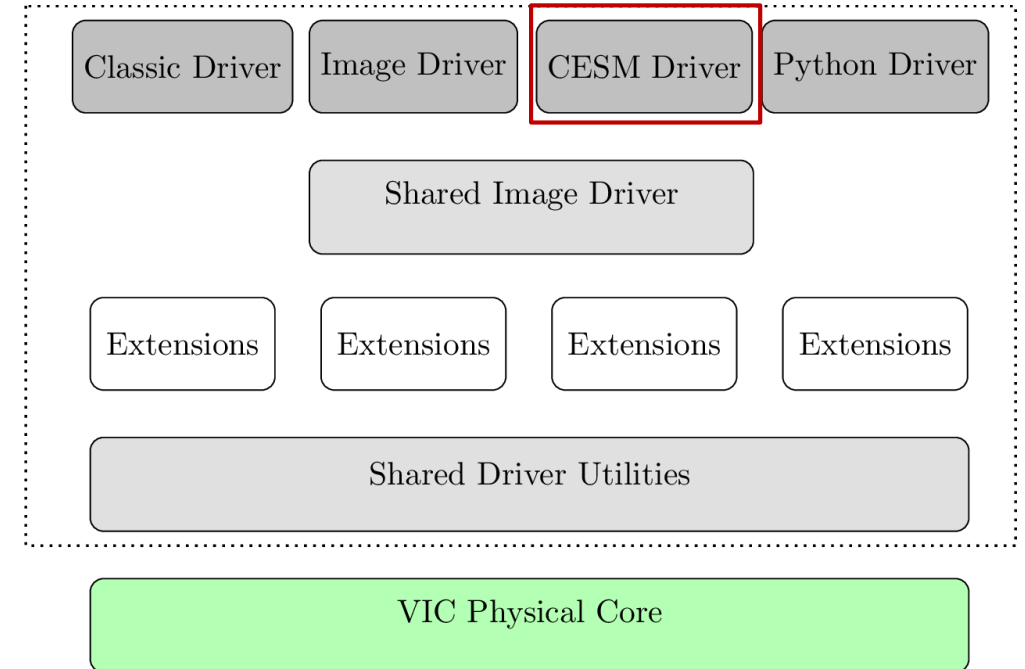 Classic Driver
Image Driver
CESM Driver
Python Driver
Shared Image Driver
Extensions
Extensions
Extensions
Extensions
Shared Driver Utilities
VIC Physical Core